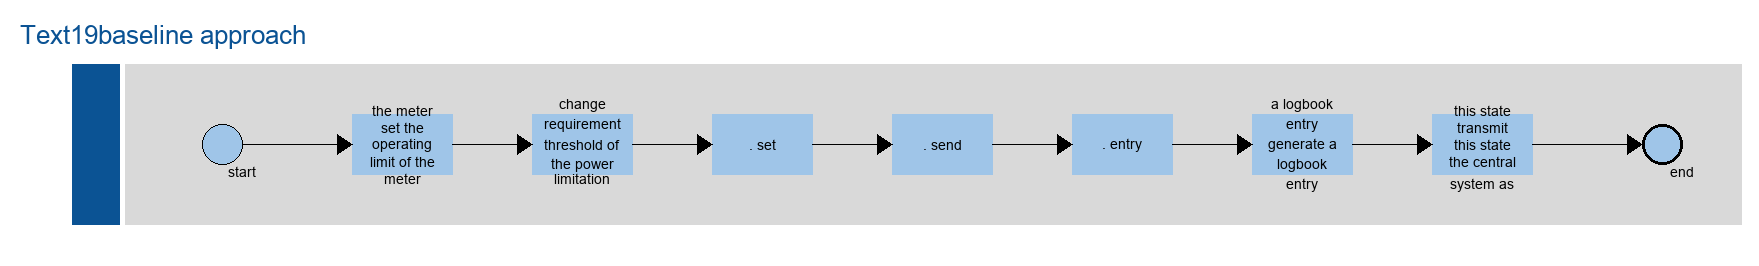 Text19baseline approach
start
the meter
set the
operating
limit of the
meter
change
requirement
threshold of
the power
limitation
. set
. send
. entry
a logbook
entry
generate a
logbook
entry
this state
transmit
this state
the central
system as
end